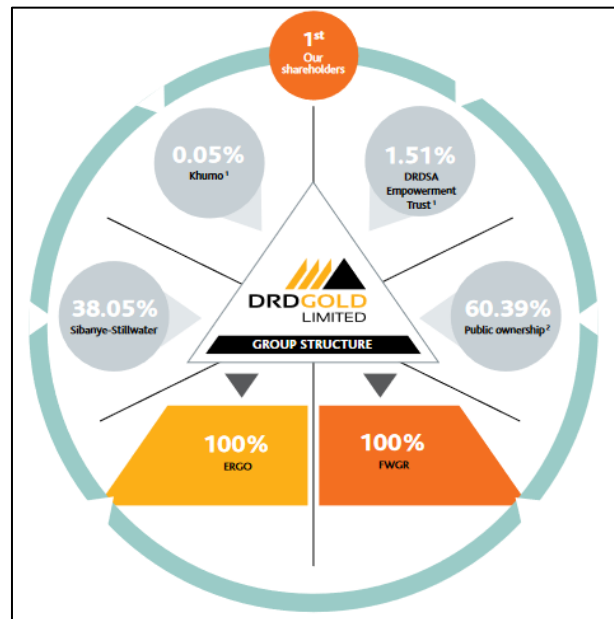 1st
Our
shareholders
0.05%
Khumo 1
1.51%
DRDSA
Empowerment
Trust 1
38.05%
Sibanye-Stillwater
60.39%
Public ownership 2
DRDGOLD
LIMITED
GROUP STRUCTURE
100%
ERGO
100%
FWGR